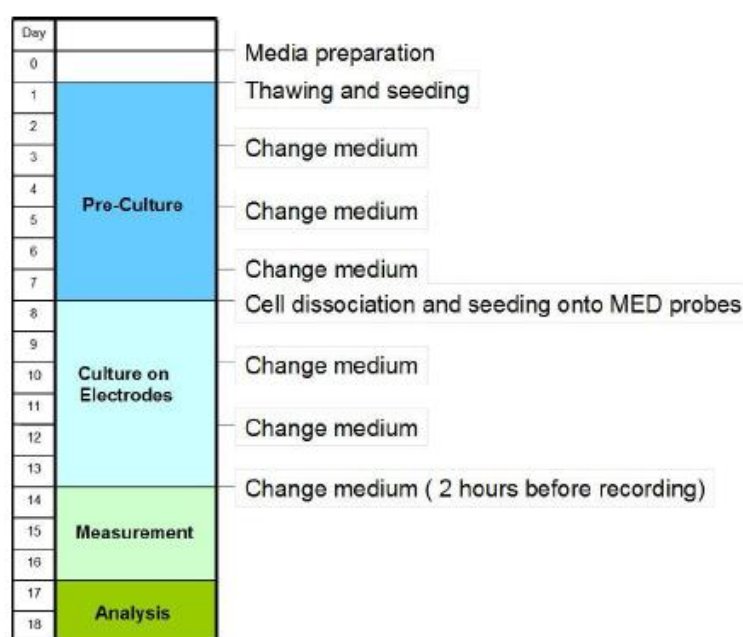 Day
0
Media preparation
1
Thawing and seeding
2
3
Change medium
4
Pre-Culture
5
Change medium
6
7
Change medium
8
Cell dissociation and seeding onto MED probes
9
10
Change medium
Culture on
Electrodes
11
12
Change medium
13
14
Change medium ( 2 hours before recording)
15
Measurement
16
17
Analysis
18